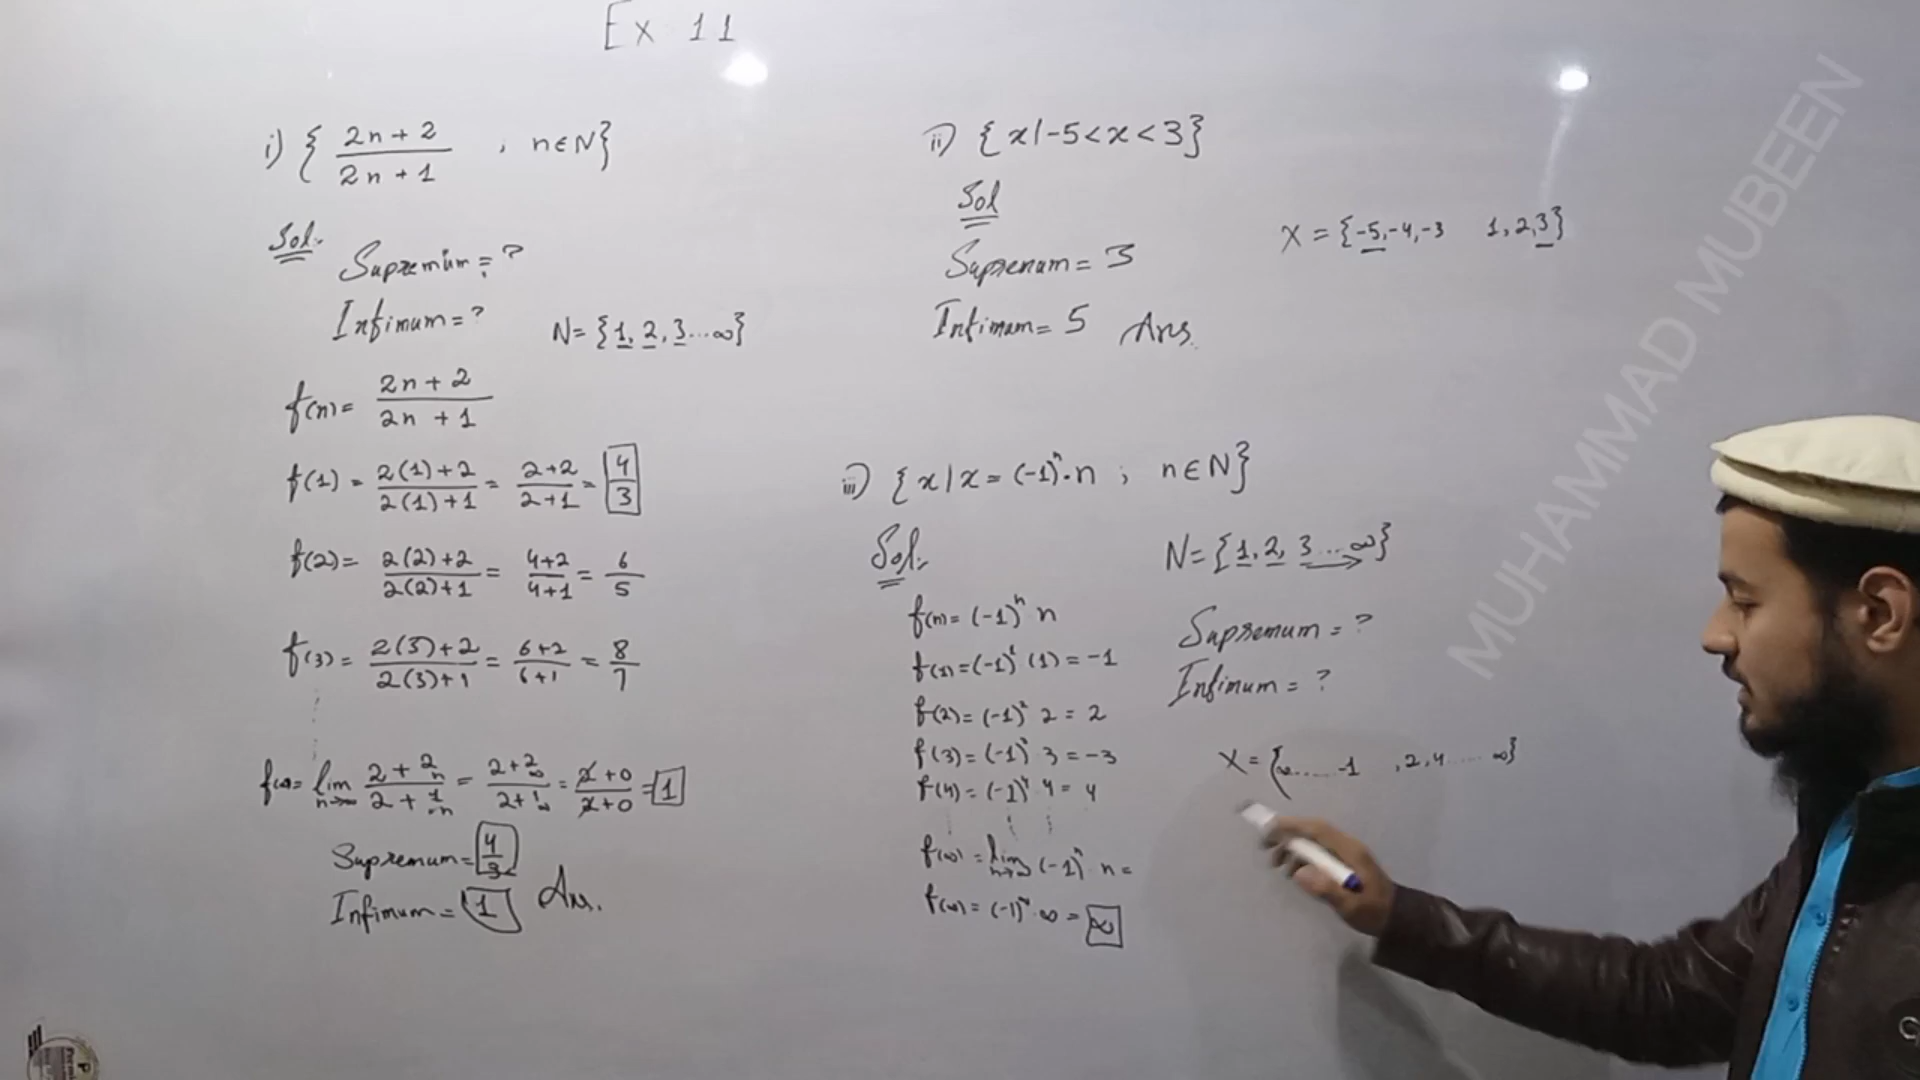 Ex 11
i) { 2n+2 / 2n+1 , n∈N}
Sol:
Supremum = ?
Infimum = ?
N = {1, 2, 3 ... ∞}
f(n) = 2n+2 / 2n+1
f(1) = 2(1)+2 / 2(1)+1 = 2+2 / 2+1 = 4/3
f(2) = 2(2)+2 / 2(2)+1 = 4+2 / 4+1 = 6/5
f(3) = 2(3)+2 / 2(3)+1 = 6+2 / 6+1 = 8/7
f(∞) = lim n→∞ 2+2/n / 2+1/n = 2+2/∞ / 2+1/∞ = 2+0 / 2+0 = 1
Supremum = 4/3
Infimum = 1 Ans.
ii) {x | -5<x<3}
Sol
X = {-5,-4,-3 1,2,3}
Supremum = 3
Infimum = 5 Ans.
iii) {x | x = (-1)ⁿ·n ; n∈N}
Sol:
N = {1, 2, 3 ... ∞}
Supremum = ?
Infimum = ?
f(n) = (-1)ⁿ n
f(1) = (-1)¹ (1) = -1
f(2) = (-1)² 2 = 2
f(3) = (-1)³ 3 = -3
f(4) = (-1)⁴ 4 = 4
f(∞) = lim n→∞ (-1)ⁿ · n =
f(∞) = (-1)ⁿ · ∞ = ∞
X = {∞ ...... -1 , 2, 4 ..... ∞}
MUHAMMAD MUBEEN